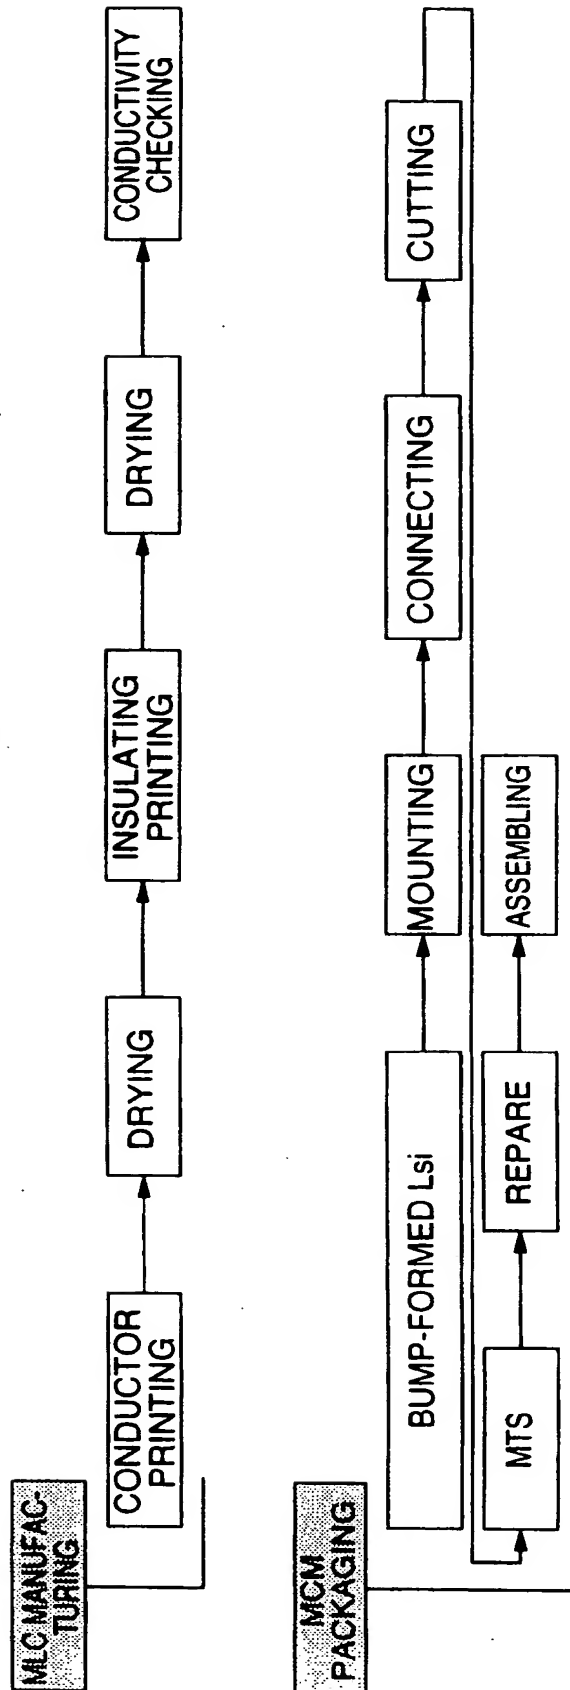 MLC MANUFAC-
TURING
CONDUCTOR
PRINTING
DRYING
INSULATING
PRINTING
DRYING
CONDUCTIVITY
CHECKING
MCM
PACKAGING
BUMP-FORMED Lsi
MOUNTING
CONNECTING
CUTTING
MTS
REPARE
ASSEMBLING